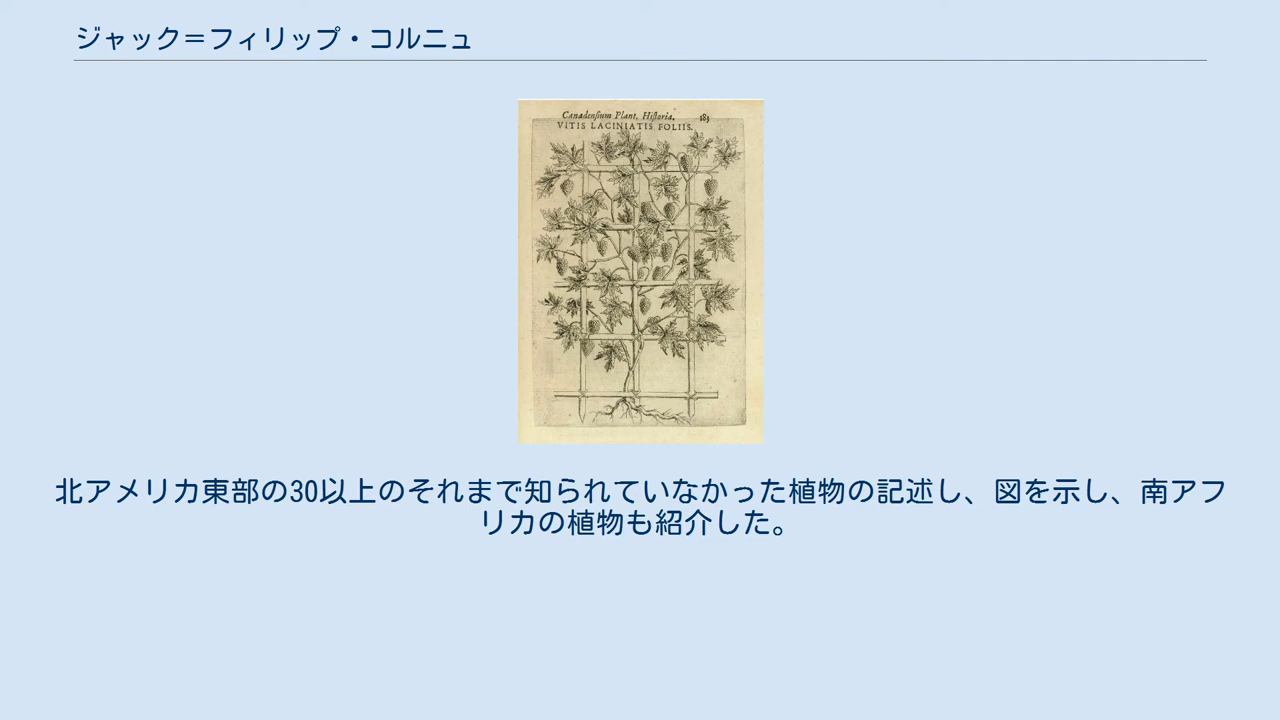 ジャック＝フィリップ・コルニュ
Canadensium Plant. Historia. 183
VITIS LACINIATIS FOLIIS.
北アメリカ東部の30以上のそれまで知られていなかった植物の記述し、図を示し、南アフ
リカの植物も紹介した。